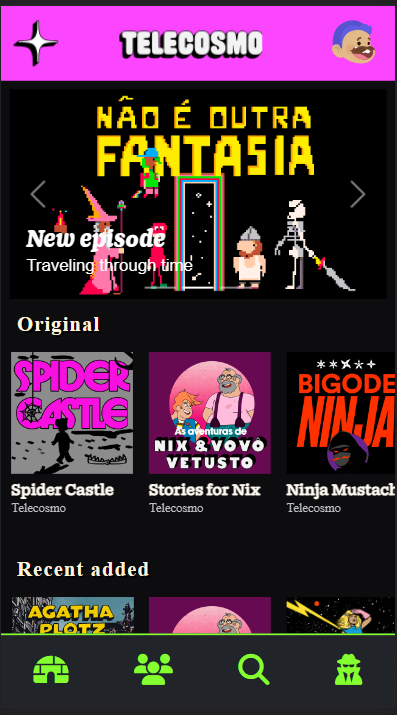 TELECOSMO
NÃO É OUTRA
FANTASIA
New episode
Traveling through time
Original
SPIDER
CASTLE
As aventuras de
NIX & VOVÔ
VETUSTO
BIGODE
NINJA
Spider Castle
Stories for Nix
Ninja Mustach
Telecosmo
Telecosmo
Telecosmo
Recent added
AGATHA
PLOTZ